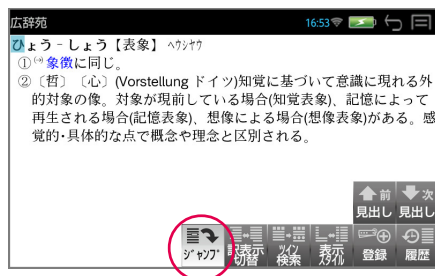 広辞苑 16:53
ひょう‐しょう【表象】 ヘウシヤウ
①象徴に同じ。
②〔哲〕〔心〕(Vorstellung ドイツ)知覚に基づいて意識に現れる外
的対象の像。対象が現前している場合(知覚表象)、記憶によって
再生される場合(記憶表象)、想像による場合(想像表象)がある。感
覚的・具体的な点で概念や理念と区別される。
前 次
見出し 見出し
ジャンプ 訳表示切替 ツイン検索 表示スタイル 登録 履歴